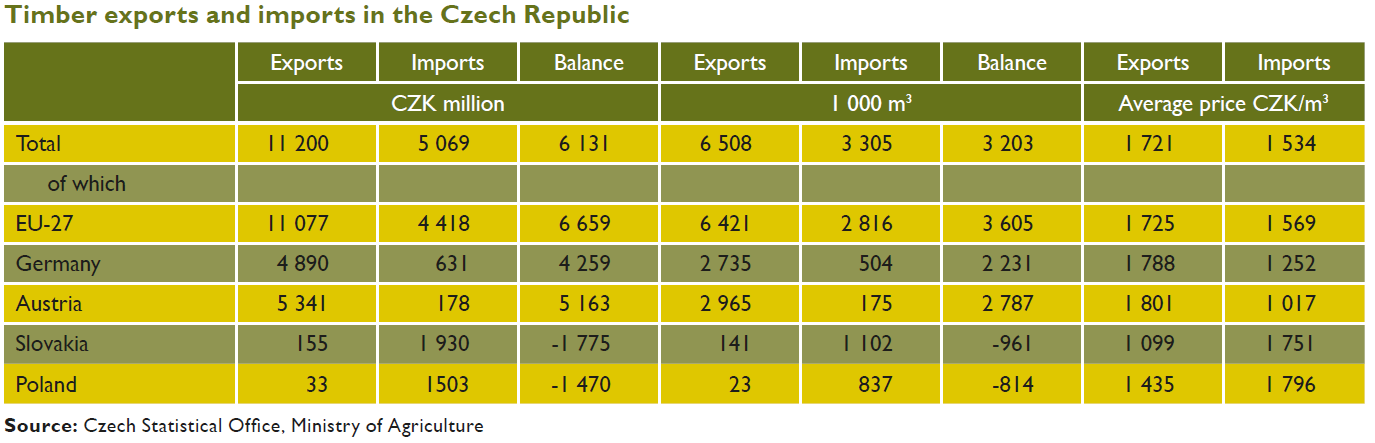 Timber exports and imports in the Czech Republic
Exports Imports Balance Exports Imports Balance Exports Imports
CZK million 1 000 m³ Average price CZK/m³
Total 11 200 5 069 6 131 6 508 3 305 3 203 1 721 1 534
of which
EU-27 11 077 4 418 6 659 6 421 2 816 3 605 1 725 1 569
Germany 4 890 631 4 259 2 735 504 2 231 1 788 1 252
Austria 5 341 178 5 163 2 965 175 2 787 1 801 1 017
Slovakia 155 1 930 -1 775 141 1 102 -961 1 099 1 751
Poland 33 1503 -1 470 23 837 -814 1 435 1 796
Source: Czech Statistical Office, Ministry of Agriculture